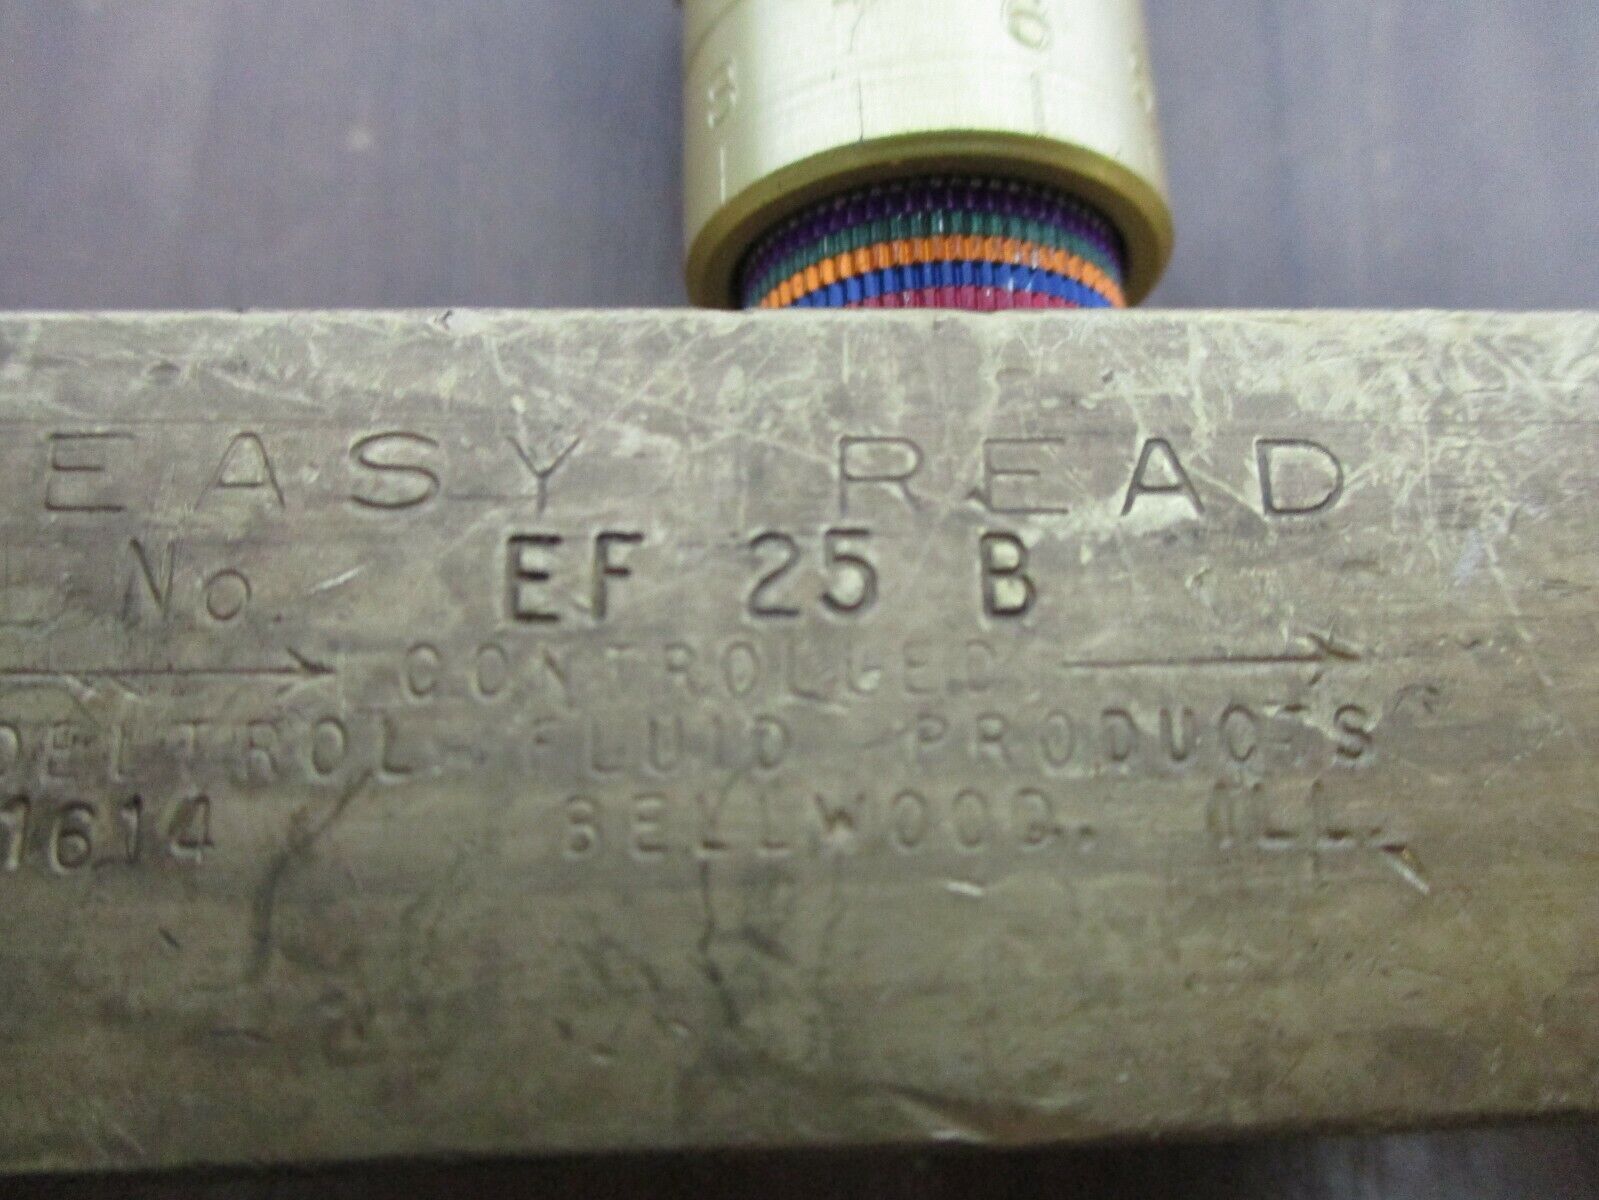 EASY READ
No. EF 25 B
CONTROLLED
DELTROL FLUID PRODUCTS
1614 BELLWOOD, ILL.